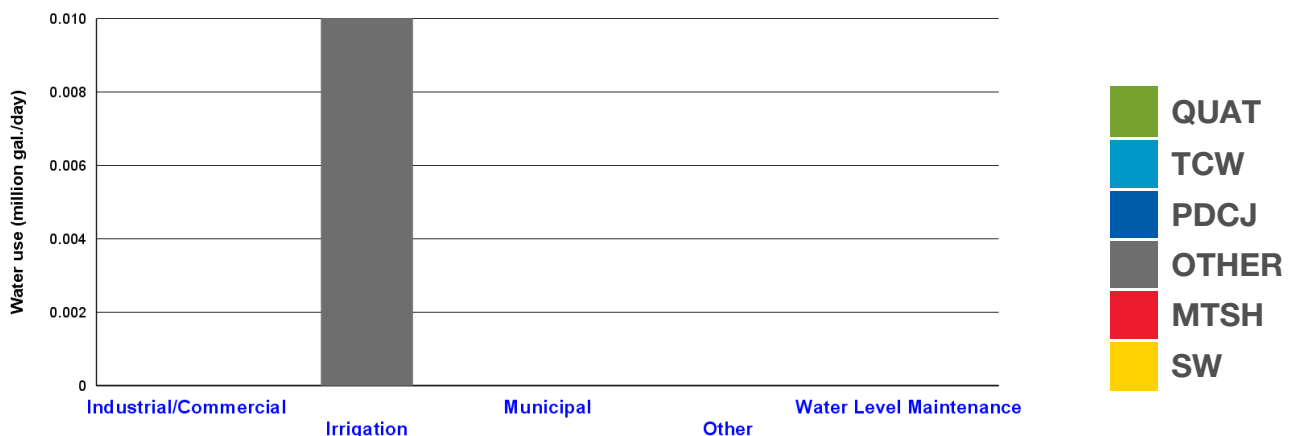 Water use (million gal./day)
0.010
0.008
0.006
0.004
0.002
0
Industrial/Commercial
Irrigation
Municipal
Other
Water Level Maintenance
QUAT
TCW
PDCJ
OTHER
MTSH
SW